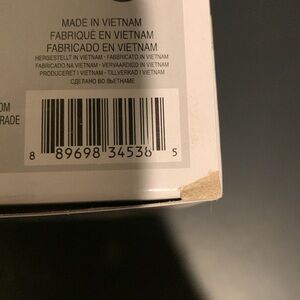 MADE IN VIETNAM
FABRIQUÉ EN VIETNAM
FABRICADO EN VIETNAM
HERGESTELLT IN VIETNAM • FABBRICATO IN VIETNAM
FABRICADO NA VIETNAM • VERVAARDIGD IN VIETNAM
PRODUCERET I VIETNAM • TILLVERKAD I VIETNAM
СДЕЛАНО ВО ВЬЕТНАМЕ
OM
RADE
8 89698 34538 5